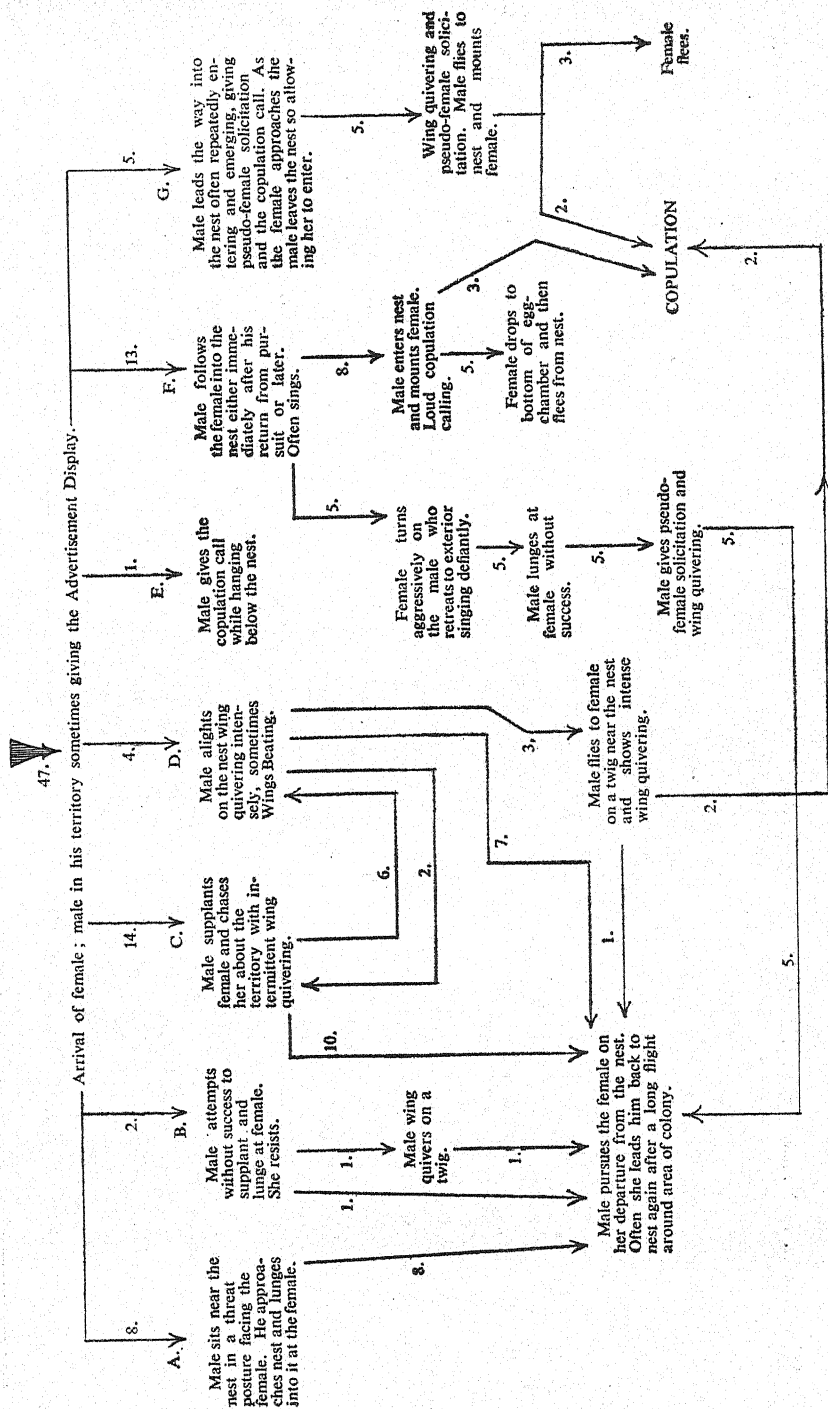 47.
Arrival of female; male in his territory sometimes giving the Advertisement Display.
8.
2.
14.
4.
1.
13.
5.
A.
Male sits near the
nest in a threat
posture facing the
female. He approa-
ches nest and lunges
into it at the female.
8.
B.
Male attempts
without success to
supplant and
lunge at female.
She resists.
1.
1.
Male wing
quivers on a
twig.
1.
C.
Male supplants
female and chases
her about the
territory with in-
termittent wing
quivering.
10.
6.
2.
D.
Male alights
on the nest wing
quivering inten-
sely, sometimes
Wings Beating.
7.
3,
Male flies to female
on a twig near the nest
and shows intense
wing quivering.
1.
2.
E.
Male gives the
copulation call
while hanging
below the nest.
F.
Male follows
the female into the
nest either imme-
diately after his
return from pur-
suit or later.
Often sings.
5.
8.
Female turns
aggressively on
the male who
retreats to exterior
singing defiantly.
5.
Male lunges at
female without
success.
5.
Male gives pseudo-
female solicitation and
wing quivering.
5.
5.
Male enters nest
and mounts female.
Loud copulation
calling.
3.
5.
Female drops to
bottom of egg-
chamber and then
flees from nest.
G.
Male leads the way into
the nest often repeatedly en-
tering and emerging, giving
pseudo-female solicitation
and the copulation call. As
the female approaches the
male leaves the nest so allow-
ing her to enter.
5.
Wing quivering and
pseudo-female solici-
tation. Male flies to
nest and mounts
female.
2.
3.
Female
flees.
COPULATION
2.
Male pursues the female on
her departure from the nest.
Often she leads him back to
nest again after a long flight
around area of colony.